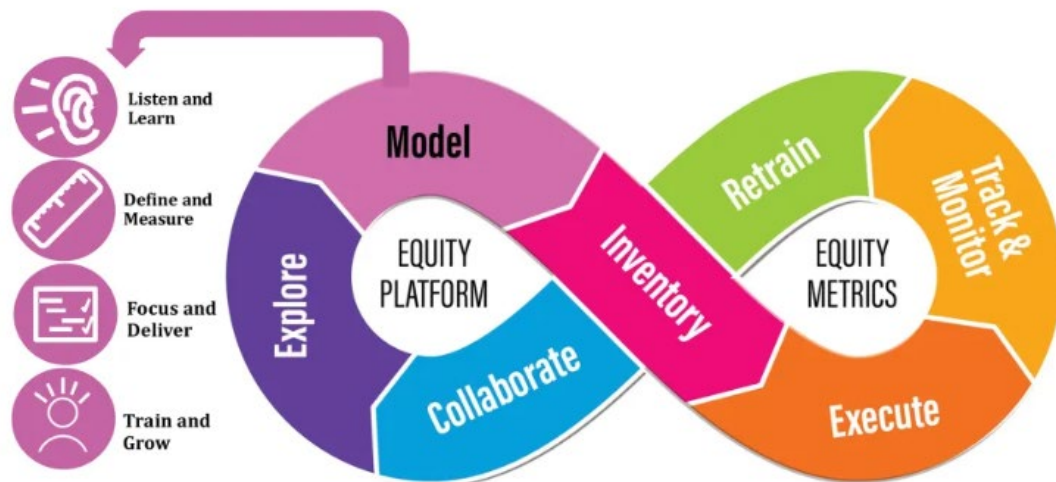 Listen and
Learn
Define and
Measure
Focus and
Deliver
Train and
Grow
Model
Explore
EQUITY
PLATFORM
Collaborate
Inventory
Retrain
Track &
Monitor
EQUITY
METRICS
Execute